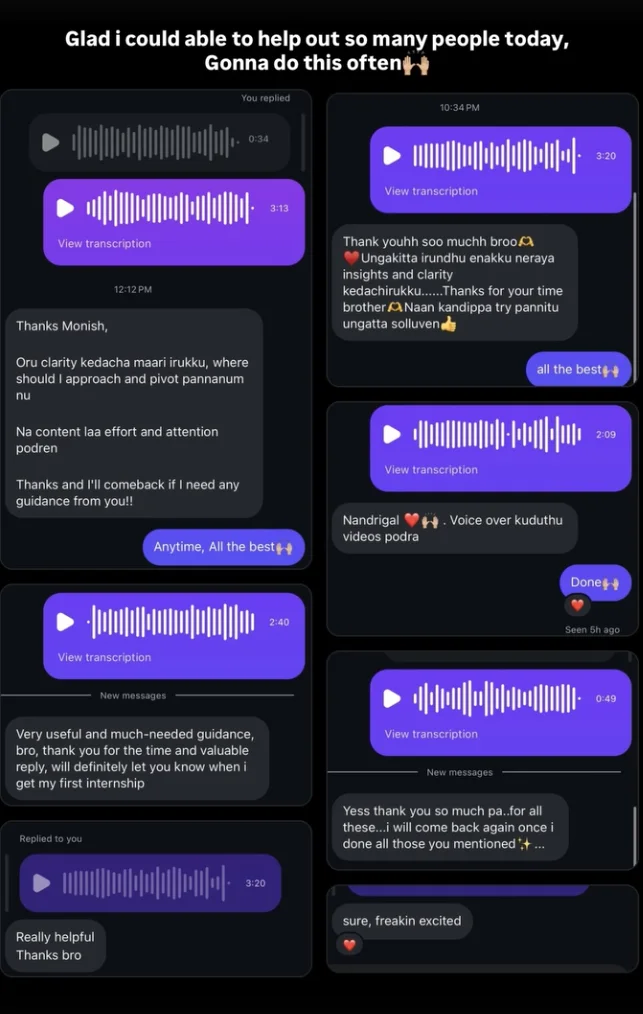 Glad i could able to help out so many people today,
Gonna do this often🙌🏼
You replied
0:34
3:13
View transcription
12:12 PM
Thanks Monish,
Oru clarity kedacha maari irukku, where
should I approach and pivot pannanum
nu
Na content laa effort and attention
podren
Thanks and I'll comeback if I need any
guidance from you!!
Anytime, All the best🙌🏼
2:40
View transcription
New messages
Very useful and much-needed guidance,
bro, thank you for the time and valuable
reply, will definitely let you know when i
get my first internship
Replied to you
3:20
Really helpful
Thanks bro
10:34 PM
3:20
View transcription
Thank youhh soo muchh broo🫶
❤️Ungakitta irundhu enakku neraya
insights and clarity
kedachirukku......Thanks for your time
brother🫶Naan kandippa try pannitu
ungatta solluven👍
all the best🙌🏼
2:09
View transcription
Nandrigal ❤️🙌🏼 . Voice over kuduthu
videos podra
Done🙌🏼
❤️
Seen 5h ago
0:49
View transcription
New messages
Yess thank you so much pa..for all
these...i will come back again once i
done all those you mentioned✨ ...
sure, freakin excited
❤️